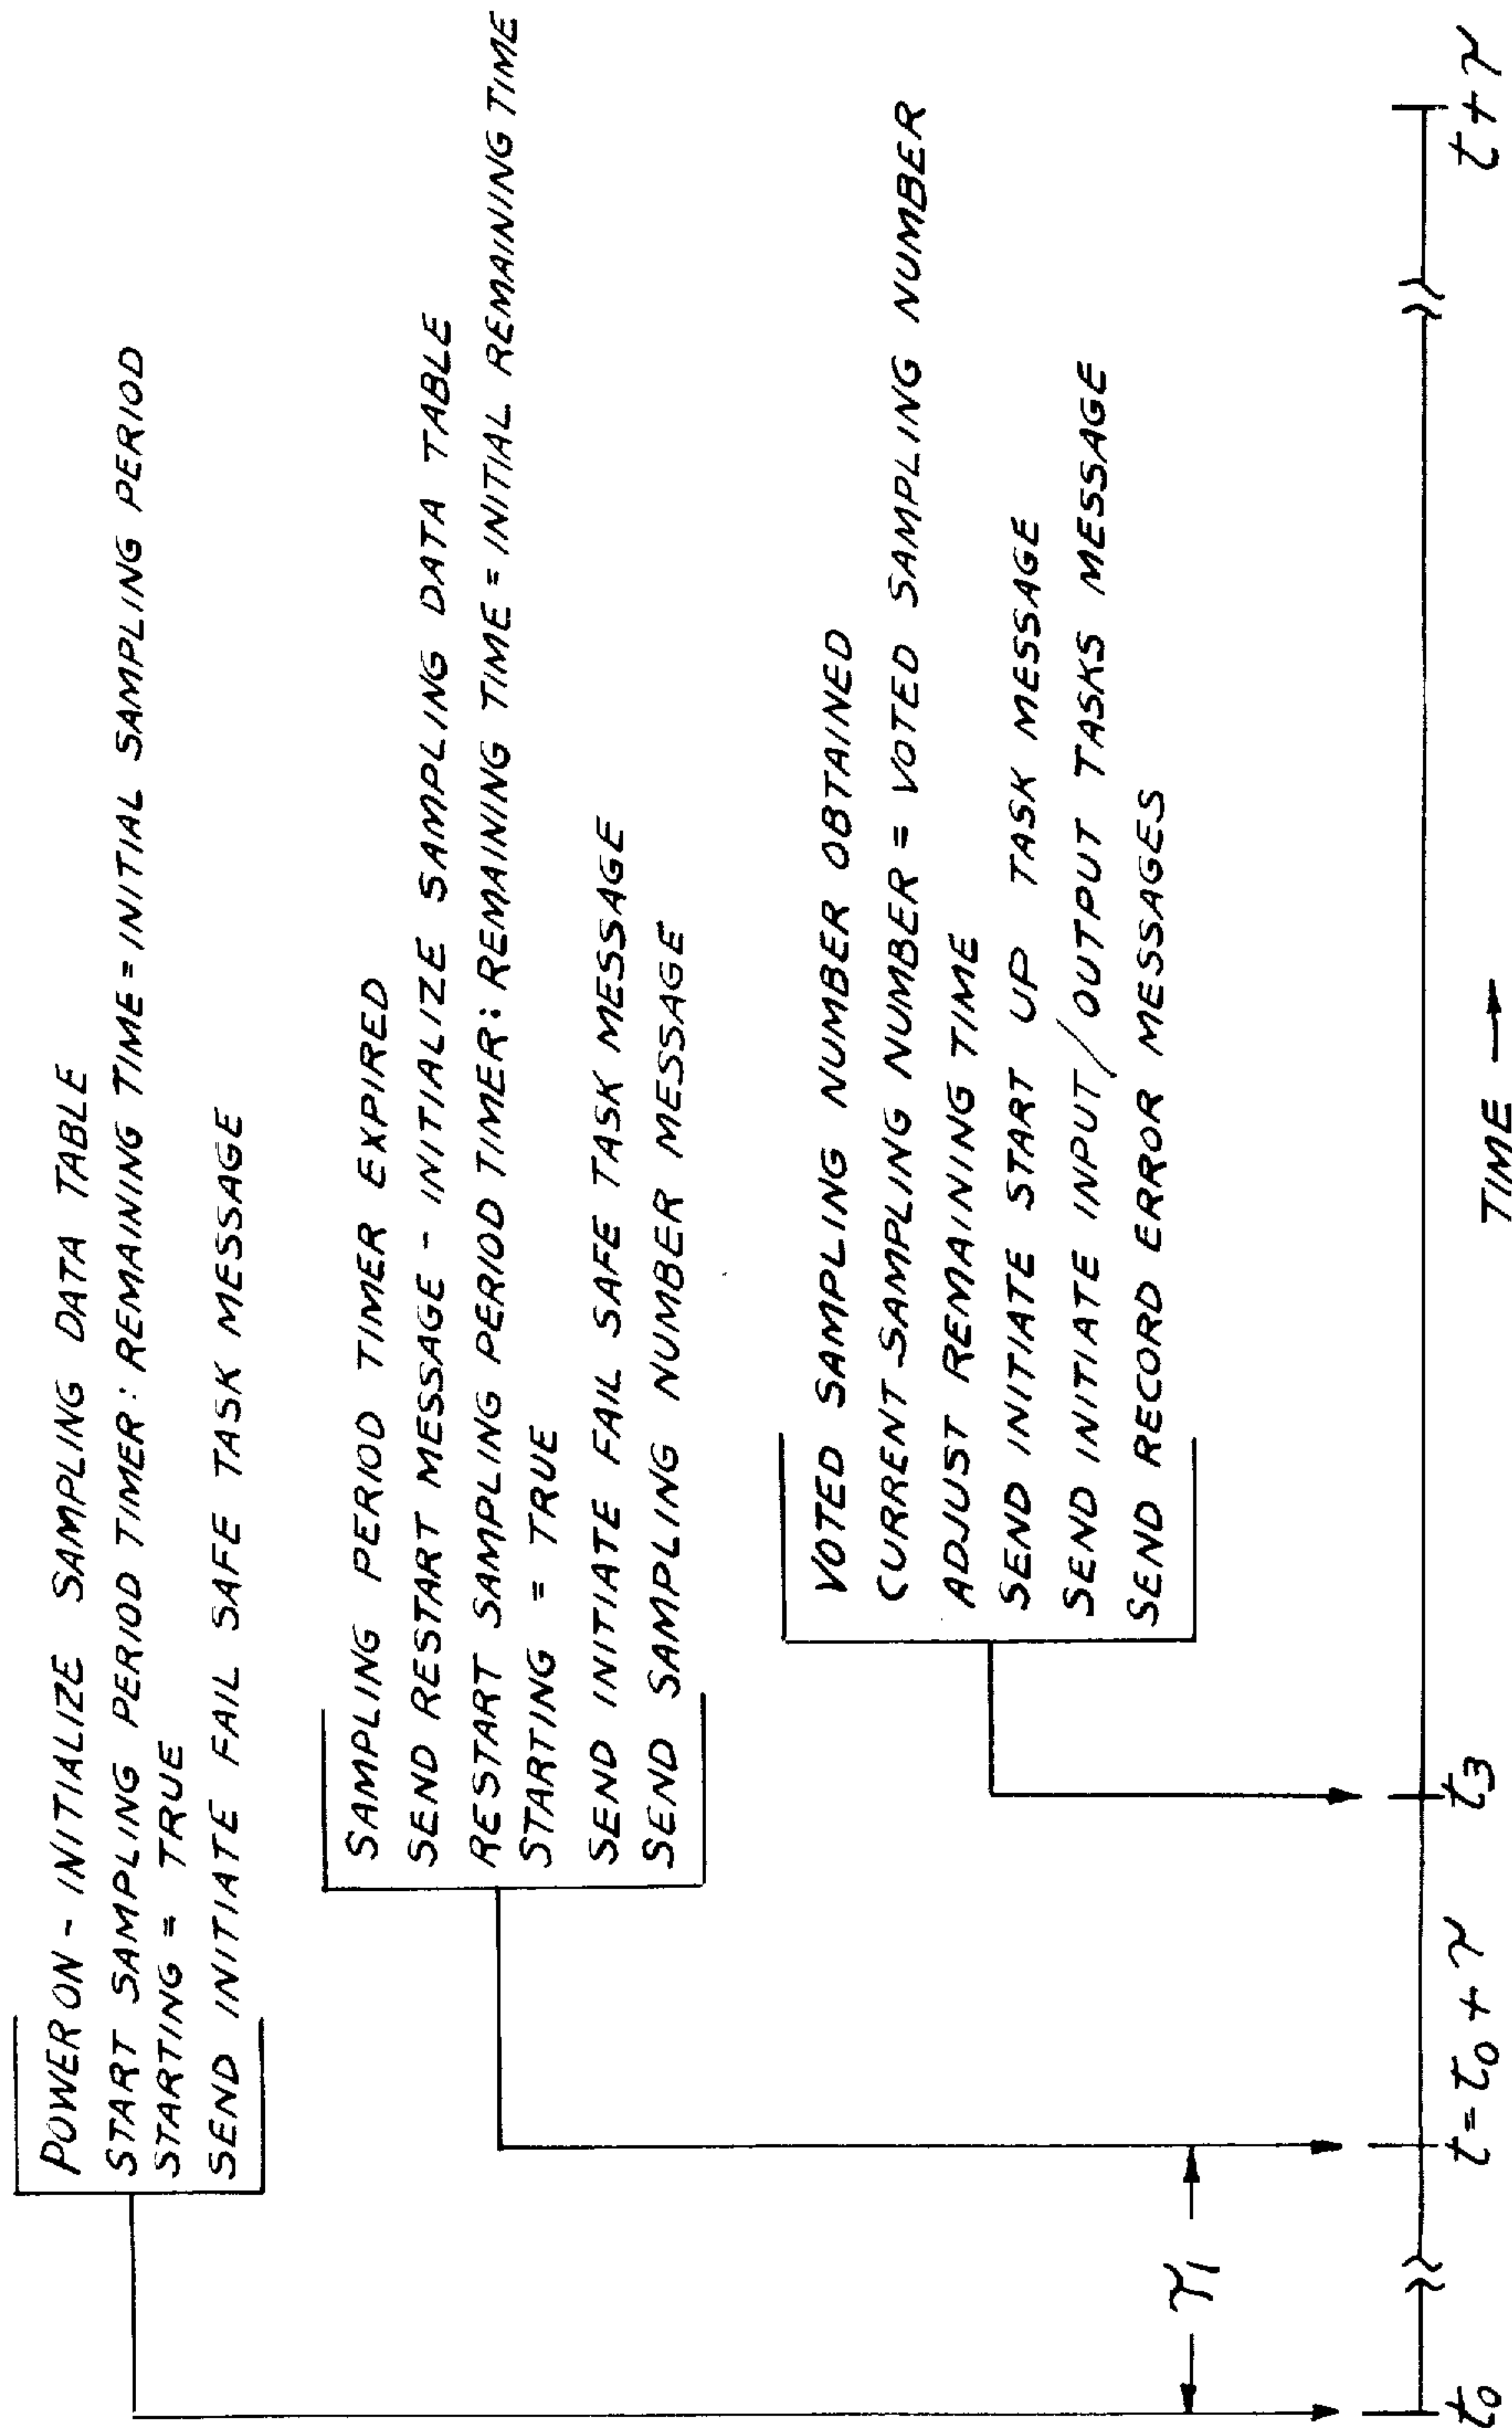 POWER ON - INITIALIZE SAMPLING DATA TABLE
START SAMPLING PERIOD TIMER: REMAINING TIME = INITIAL SAMPLING PERIOD
STARTING = TRUE
SEND INITIATE FAIL SAFE TASK MESSAGE
SAMPLING PERIOD TIMER EXPIRED
SEND RESTART MESSAGE - INITIALIZE SAMPLING DATA TABLE
RESTART SAMPLING PERIOD TIMER: REMAINING TIME = INITIAL REMAINING TIME
STARTING = TRUE
SEND INITIATE FAIL SAFE TASK MESSAGE
SEND SAMPLING NUMBER MESSAGE
VOTED SAMPLING NUMBER OBTAINED
CURRENT SAMPLING NUMBER = VOTED SAMPLING NUMBER
ADJUST REMAINING TIME
SEND INITIATE START UP TASK MESSAGE
SEND INITIATE INPUT/OUTPUT TASKS MESSAGE
SEND RECORD ERROR MESSAGES
τ1
t0
t = t0 + τ
t3
t + τ
TIME →